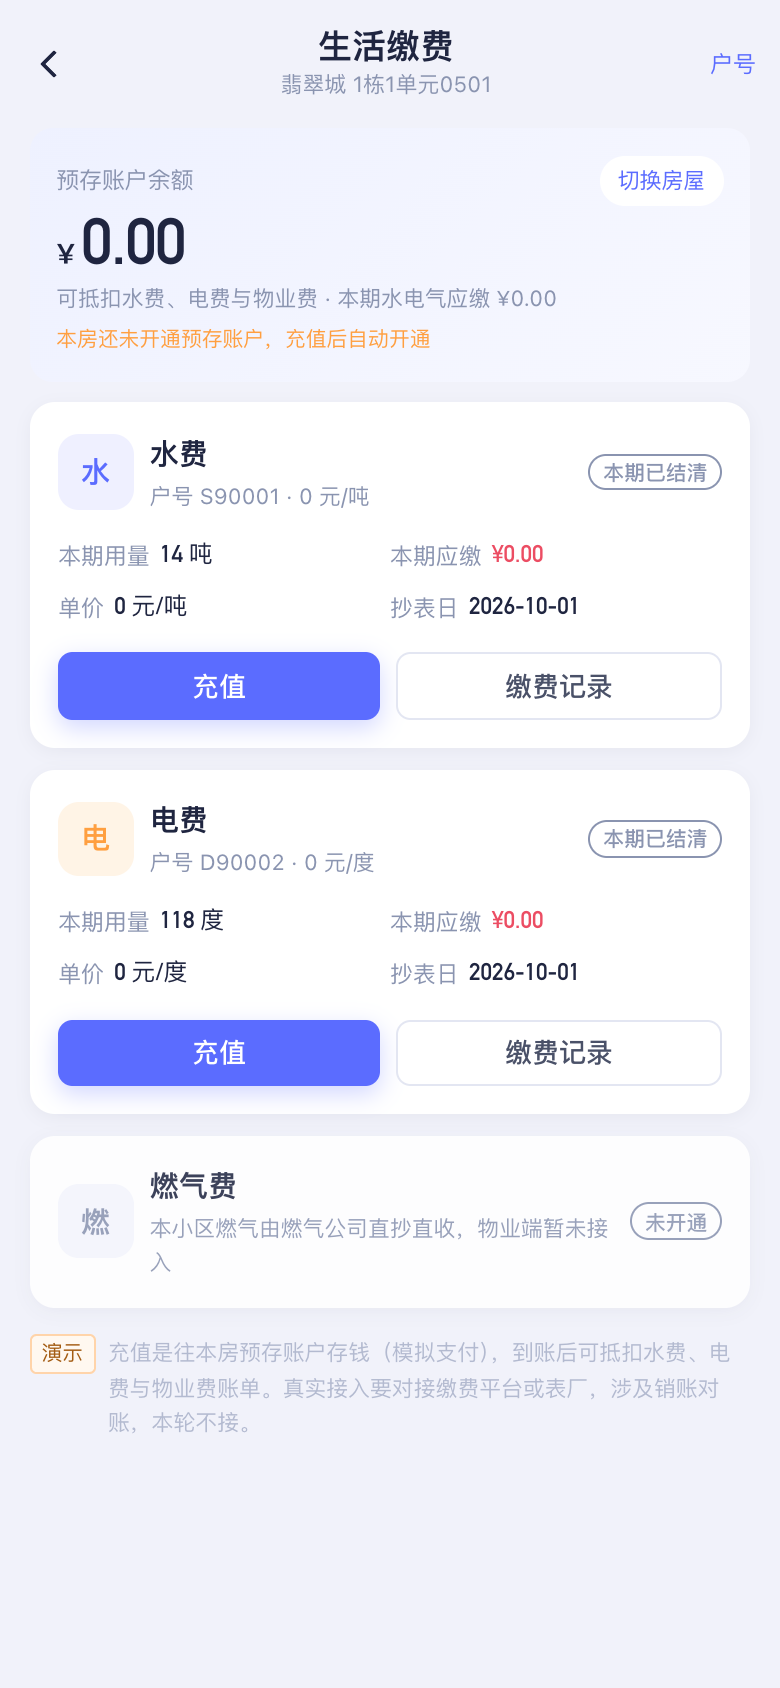 生活缴费
翡翠城 1栋1单元0501
户号
预存账户余额
切换房屋
¥0.00
可抵扣水费、电费与物业费 · 本期水电气应缴 ¥0.00
本房还未开通预存账户，充值后自动开通
水
水费
户号 S90001 · 0 元/吨
本期已结清
本期用量 14 吨
本期应缴 ¥0.00
单价 0 元/吨
抄表日 2026-10-01
充值
缴费记录
电
电费
户号 D90002 · 0 元/度
本期已结清
本期用量 118 度
本期应缴 ¥0.00
单价 0 元/度
抄表日 2026-10-01
充值
缴费记录
燃
燃气费
本小区燃气由燃气公司直抄直收，物业端暂未接
入
未开通
演示
充值是往本房预存账户存钱（模拟支付），到账后可抵扣水费、电
费与物业费账单。真实接入要对接缴费平台或表厂，涉及销账对
账，本轮不接。